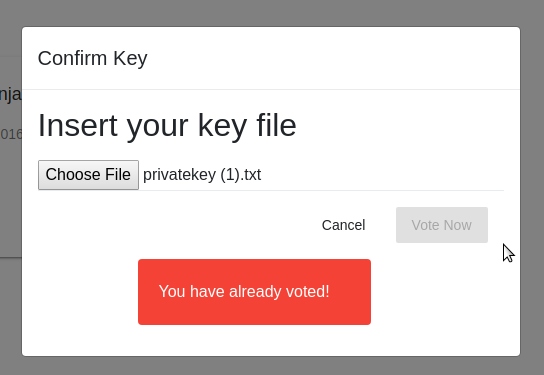 Confirm Key
nja
016
Insert your key file
Choose File privatekey (1).txt
Cancel Vote Now
You have already voted!